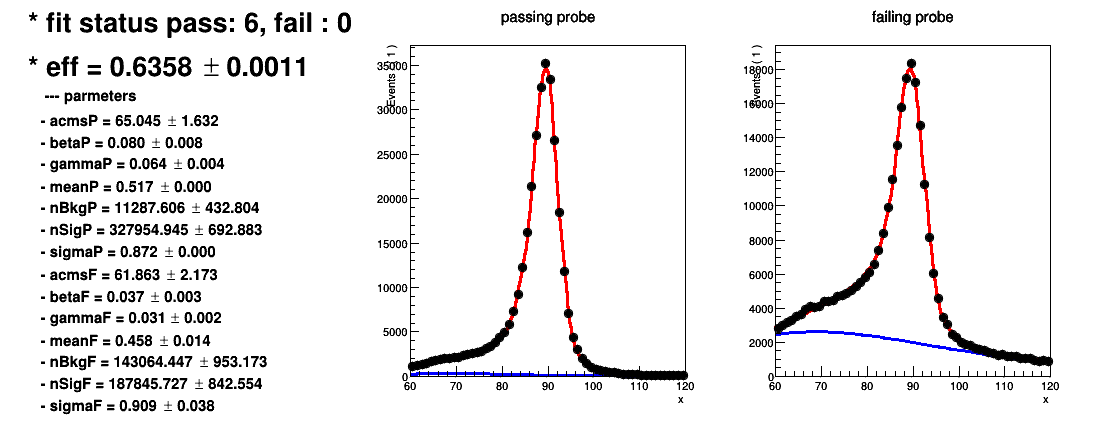 * fit status pass: 6, fail : 0
* eff = 0.6358 ± 0.0011
--- parmeters
- acmsP = 65.045 ± 1.632
- betaP = 0.080 ± 0.008
- gammaP = 0.064 ± 0.004
- meanP = 0.517 ± 0.000
- nBkgP = 11287.606 ± 432.804
- nSigP = 327954.945 ± 692.883
- sigmaP = 0.872 ± 0.000
- acmsF = 61.863 ± 2.173
- betaF = 0.037 ± 0.003
- gammaF = 0.031 ± 0.002
- meanF = 0.458 ± 0.014
- nBkgF = 143064.447 ± 953.173
- nSigF = 187845.727 ± 842.554
- sigmaF = 0.909 ± 0.038
passing probe
Events / ( 1 )
35000
30000
25000
20000
15000
10000
5000
0
60 70 80 90 100 110 120
x
failing probe
Events / ( 1 )
18000
16000
14000
12000
10000
8000
6000
4000
2000
0
60 70 80 90 100 110 120
x